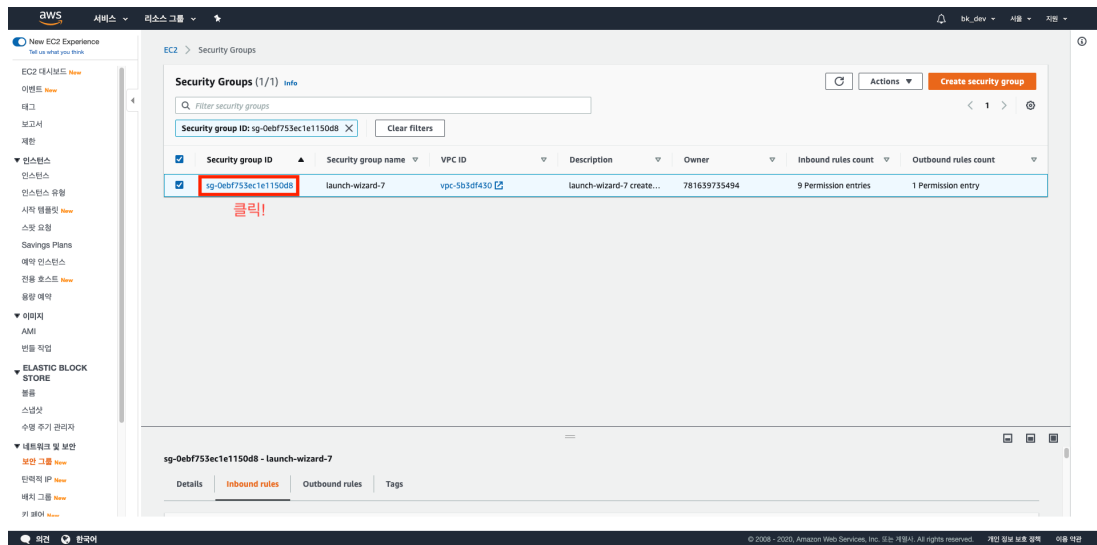 aws 서비스 리소스 그룹 bk_dev 서울 지원
New EC2 Experience
Tell us what you think
EC2 대시보드 New
이벤트 New
태그
보고서
제한
인스턴스
인스턴스
인스턴스 유형
시작 템플릿 New
스팟 요청
Savings Plans
예약 인스턴스
전용 호스트 New
용량 예약
이미지
AMI
번들 작업
ELASTIC BLOCK
STORE
볼륨
스냅샷
수명 주기 관리자
네트워크 및 보안
보안 그룹 New
탄력적 IP New
배치 그룹 New
키 페어 New
EC2 > Security Groups
Security Groups (1/1) Info
Actions
Create security group
Filter security groups
1
Security group ID: sg-0ebf753ec1e1150d8
Clear filters
Security group ID Security group name VPC ID Description Owner Inbound rules count Outbound rules count
sg-0ebf753ec1e1150d8 launch-wizard-7 vpc-5b3df430 launch-wizard-7 create... 781639735494 9 Permission entries 1 Permission entry
클릭!
sg-0ebf753ec1e1150d8 - launch-wizard-7
Details Inbound rules Outbound rules Tags
의견 한국어 © 2008 - 2020, Amazon Web Services, Inc. 또는 계열사. All rights reserved. 개인 정보 보호 정책 이용 약관